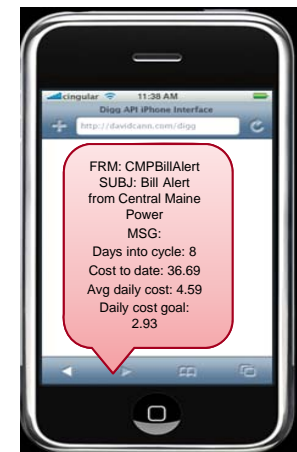 cingular 11:38 AM
Digg API iPhone Interface
http://davidcann.com/digg
FRM: CMPBillAlert
SUBJ: Bill Alert
from Central Maine
Power
MSG:
Days into cycle: 8
Cost to date: 36.69
Avg daily cost: 4.59
Daily cost goal:
2.93